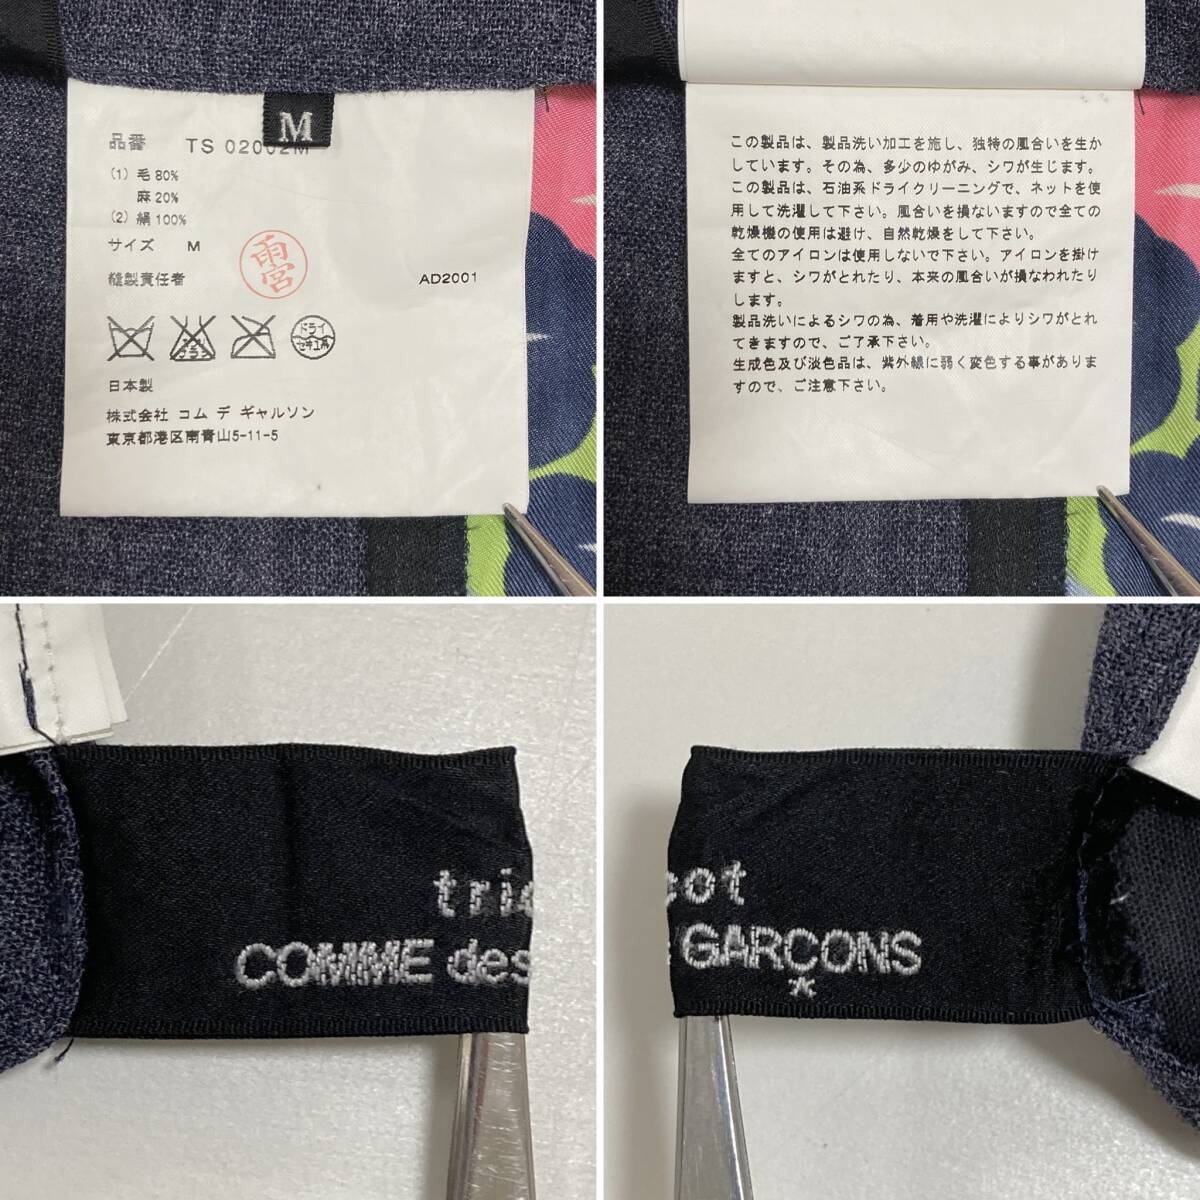 M
品番 TS 02002M
(1) 毛 80%
麻 20%
(2) 絹 100%
サイズ M
縫製責任者 雨宮 AD2001
エンソ サラシ ドライ セキユ系
日本製
株式会社 コム デ ギャルソン
東京都港区南青山5-11-5
この製品は、製品洗い加工を施し、独特の風合いを生か
しています。その為、多少のゆがみ、シワが生じます。
この製品は、石油系ドライクリーニングで、ネットを使
用して洗濯して下さい。風合いを損ないますので全ての
乾燥機の使用は避け、自然乾燥をして下さい。
全てのアイロンは使用しないで下さい。アイロンを掛け
ますと、シワがとれたり、本来の風合いが損なわれたり
します。
製品洗いによるシワの為、着用や洗濯によりシワがとれ
てきますので、ご了承下さい。
生成色及び淡色品は、紫外線に弱く変色する事がありま
すので、ご注意下さい。
tric
COMME des
cot
GARÇONS